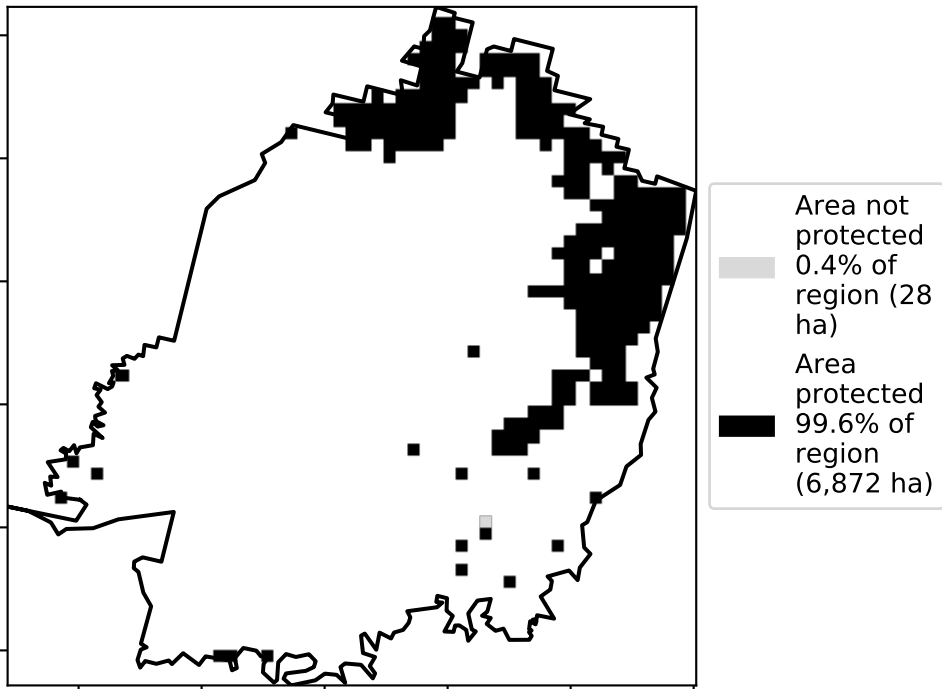 Area not
protected
0.4% of
region (28
ha)
Area
protected
99.6% of
region
(6,872 ha)